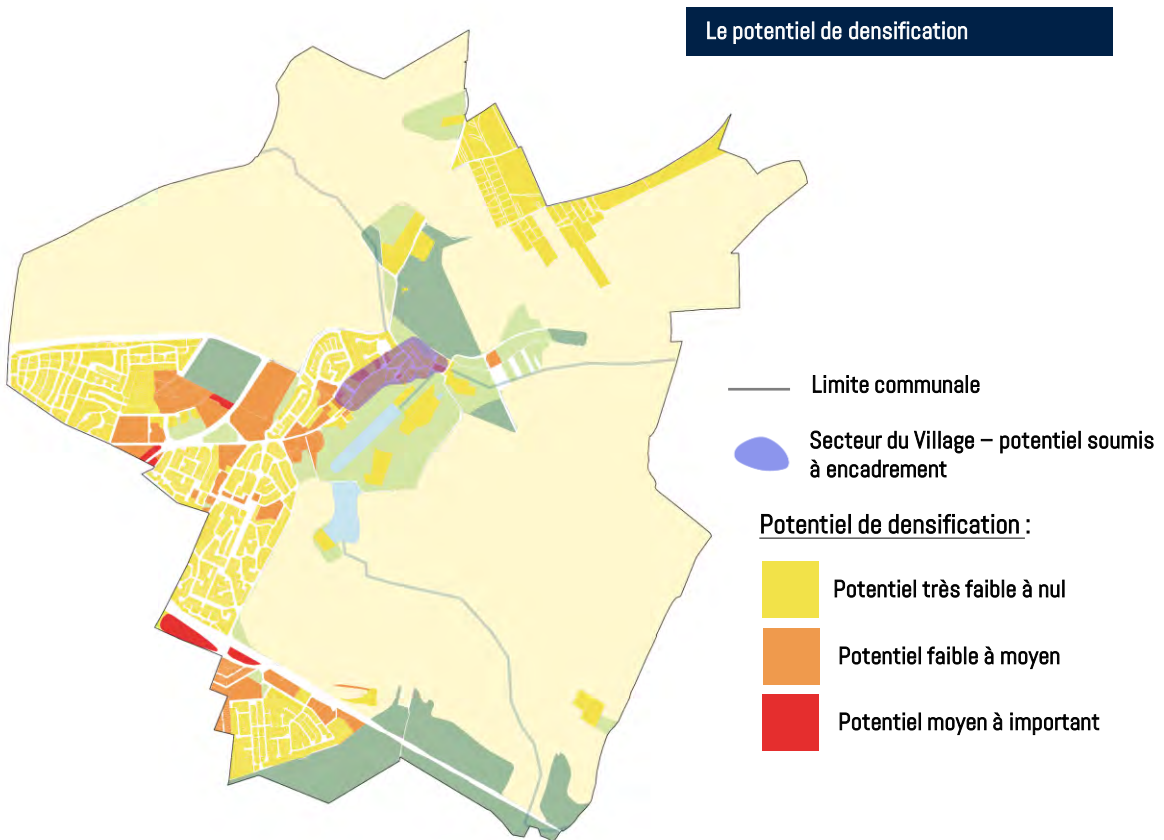 Le potentiel de densification
Limite communale
Secteur du Village – potentiel soumis
à encadrement
Potentiel de densification :
Potentiel très faible à nul
Potentiel faible à moyen
Potentiel moyen à important